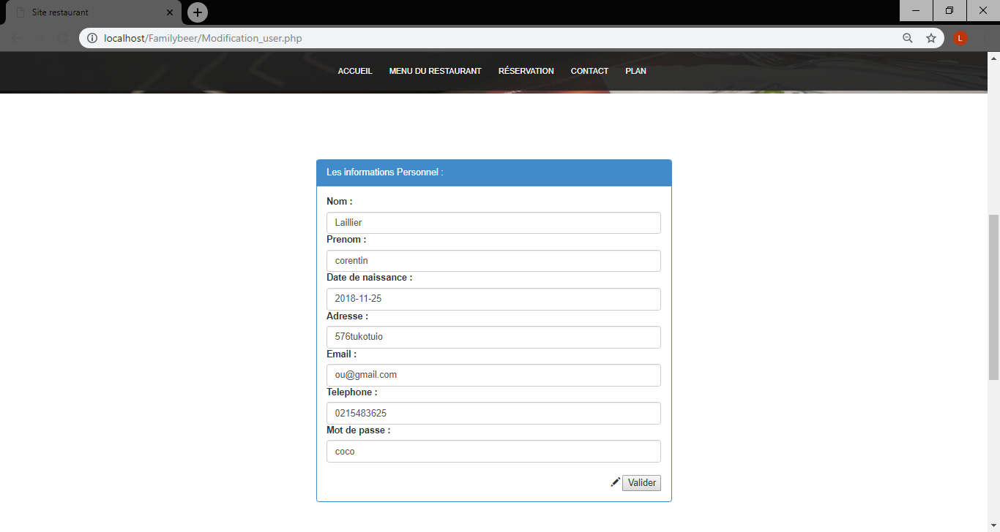 Site restaurant
localhost/Familybeer/Modification_user.php
L
ACCUEIL MENU DU RESTAURANT RÉSERVATION CONTACT PLAN
Les informations Personnel :
Nom :
Laillier
Prenom :
corentin
Date de naissance :
2018-11-25
Adresse :
576tukotuio
Email :
ou@gmail.com
Telephone :
0215483625
Mot de passe :
coco
Valider